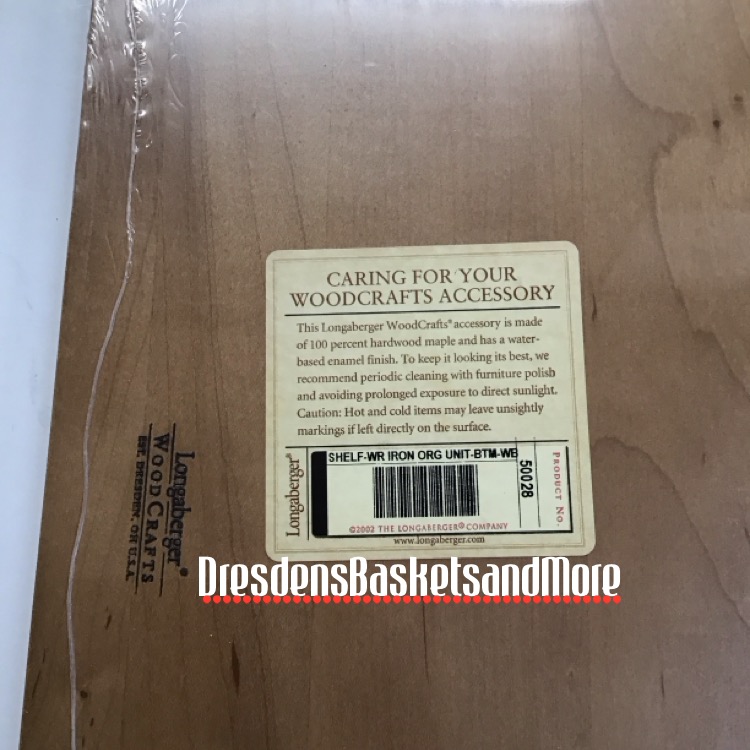 CARING FOR YOUR
WOODCRAFTS ACCESSORY
This Longaberger WoodCrafts® accessory is made
of 100 percent hardwood maple and has a water-
based enamel finish. To keep it looking its best, we
recommend periodic cleaning with furniture polish
and avoiding prolonged exposure to direct sunlight.
Caution: Hot and cold items may leave unsightly
markings if left directly on the surface.
Longaberger®
SHELF-WR IRON ORG UNIT-BTM-WB
50028
PRODUCT NO.
©2002 THE LONGABERGER® COMPANY
www.longaberger.com
Longaberger®
WOODCRAFTS
EST. DRESDEN, OH U.S.A.
DresdensBasketsandMore